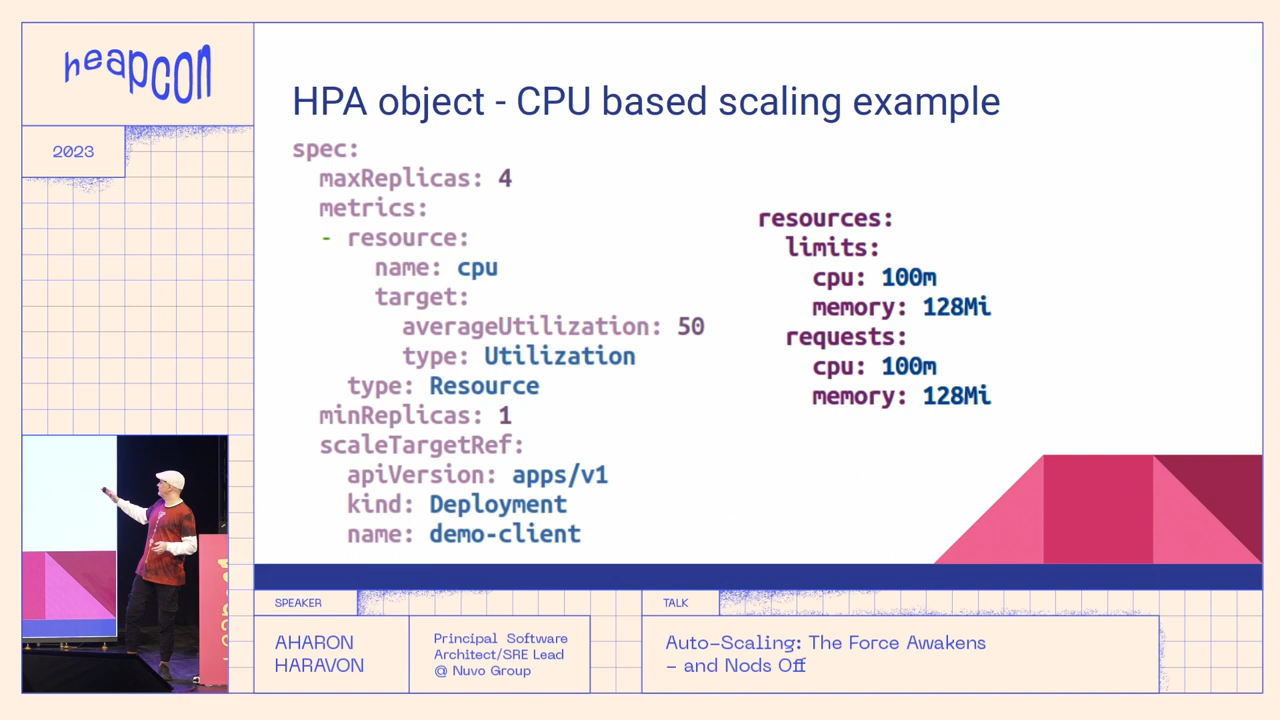 heapcon
2023
HPA object - CPU based scaling example
spec:
  maxReplicas: 4
  metrics:
  - resource:
      name: cpu
      target:
        averageUtilization: 50
        type: Utilization
    type: Resource
  minReplicas: 1
  scaleTargetRef:
    apiVersion: apps/v1
    kind: Deployment
    name: demo-client
resources:
  limits:
    cpu: 100m
    memory: 128Mi
  requests:
    cpu: 100m
    memory: 128Mi
SPEAKER
AHARON
HARAVON
Principal Software
Architect/SRE Lead
@ Nuvo Group
TALK
Auto-Scaling: The Force Awakens
- and Nods Off